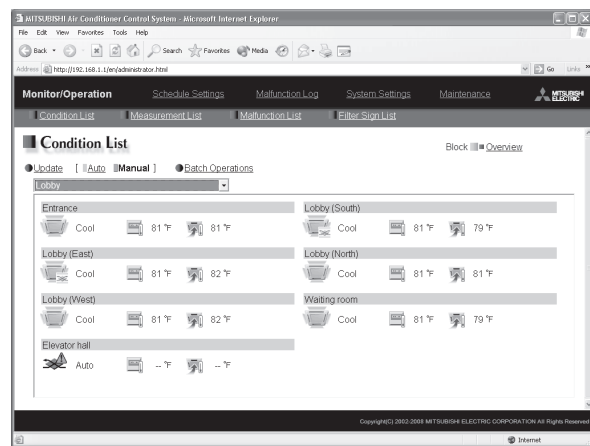 MITSUBISHI Air Conditioner Control System - Microsoft Internet Explorer
File Edit View Favorites Tools Help
Back Search Favorites Media
Address http://192.168.1.1/en/administrator.html Go Links »
Monitor/Operation Schedule Settings Malfunction Log System Settings Maintenance MITSUBISHI ELECTRIC
Condition List Measurement List Malfunction List Filter Sign List
Condition List
Block Overview
Update [ Auto Manual ] Batch Operations
Lobby
Entrance Lobby (South)
Cool 81 °F 81 °F Cool 81 °F 79 °F
Lobby (East) Lobby (North)
Cool 81 °F 82 °F Cool 81 °F 81 °F
Lobby (West) Waiting room
Cool 81 °F 82 °F Cool 81 °F 79 °F
Elevator hall
Auto -- °F -- °F
Copyright(C) 2002-2008 MITSUBISHI ELECTRIC CORPORATION All Rights Reserved
Internet